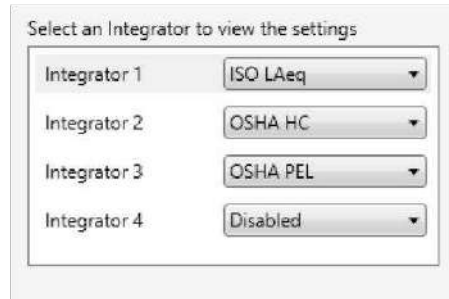 Select an Integrator to view the settings
Integrator 1 ISO LAeq
Integrator 2 OSHA HC
Integrator 3 OSHA PEL
Integrator 4 Disabled